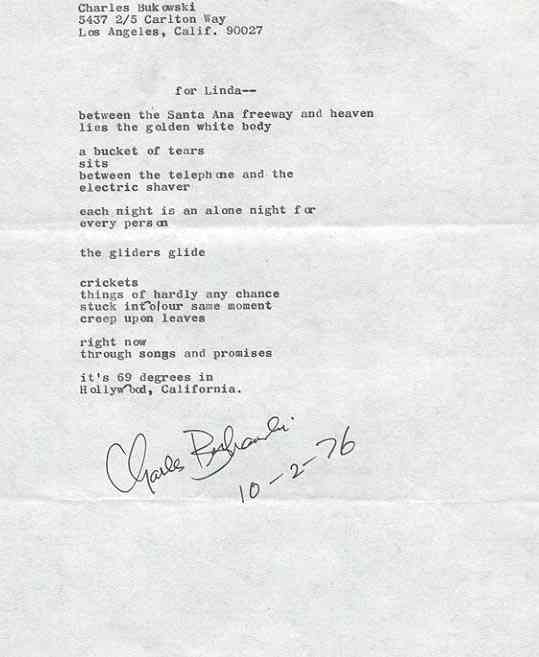 Charles Bukowski
5437 2/5 Carlton Way
Los Angeles, Calif. 90027
for Linda--
between the Santa Ana freeway and heaven
lies the golden white body
a bucket of tears
sits
between the telephone and the
electric shaver
each night is an alone night for
every person
the gliders glide
crickets
things of hardly any chance
stuck into our same moment
creep upon leaves
right now
through songs and promises
it's 69 degrees in
Hollywood, California.
Charles Bukowski
10-2-76